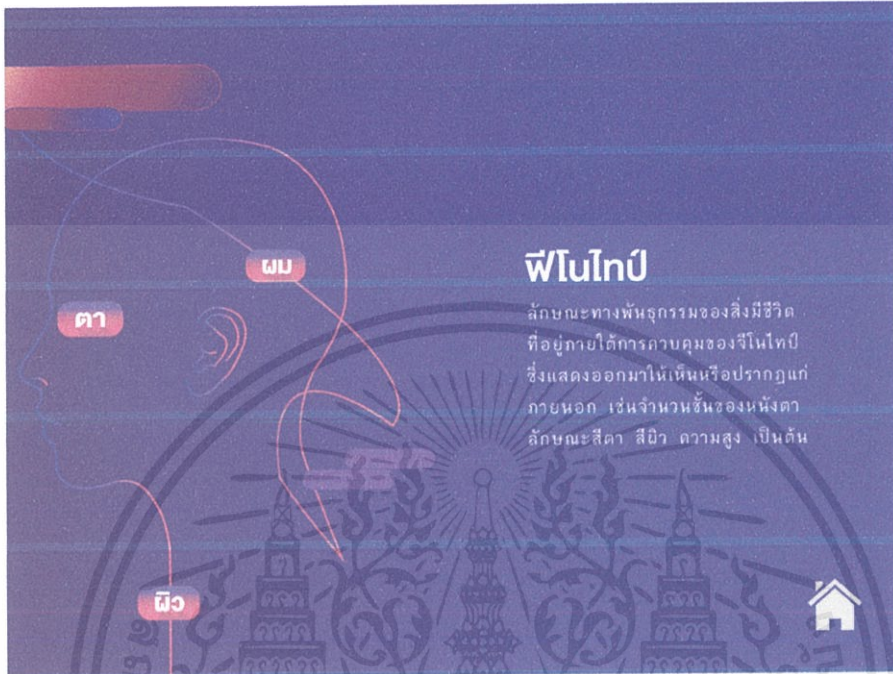 ผม
ตา
ผิว
ฟีโนไทป์
ลักษณะทางพันธุกรรมของสิ่งมีชีวิต
ที่อยู่ภายใต้การควบคุมของจีโนไทป์
ซึ่งแสดงออกมาให้เห็นหรือปรากฏแก่
ภายนอก เช่นจำนวนชั้นของหนังตา
ลักษณะสีตา สีผิว ความสูง เป็นต้น